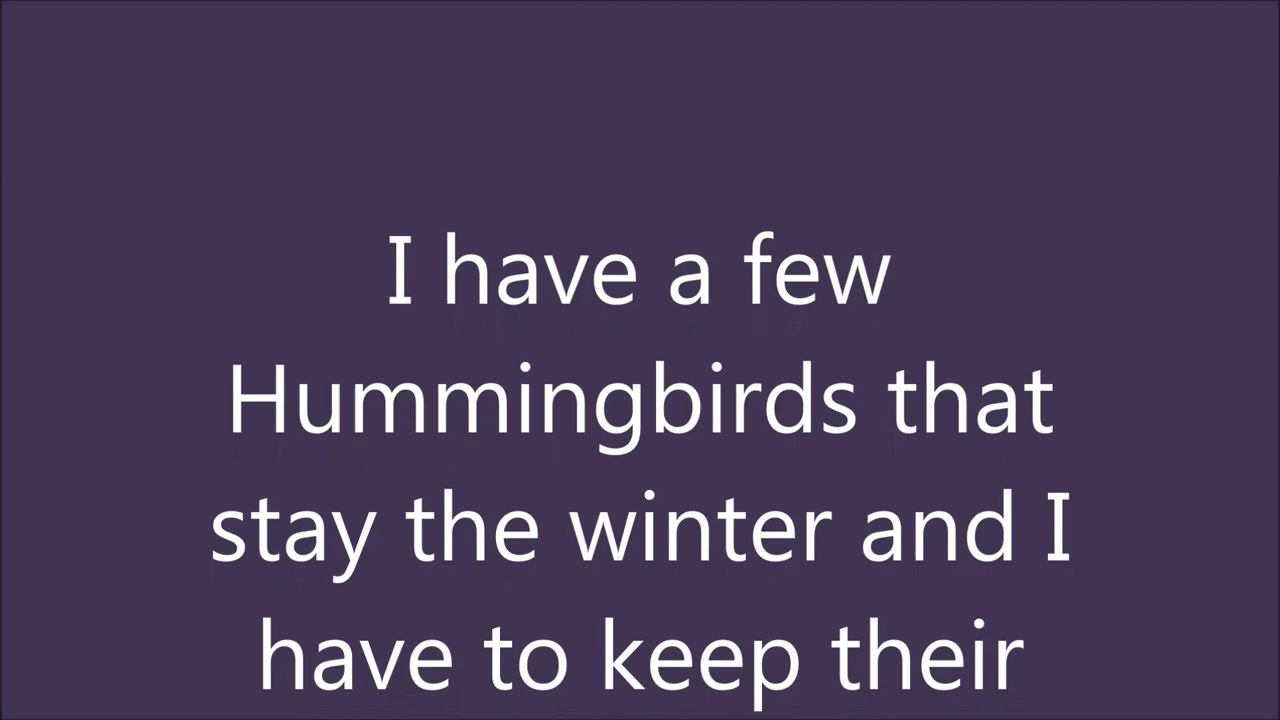 I have a few
Hummingbirds that
stay the winter and I
have to keep their